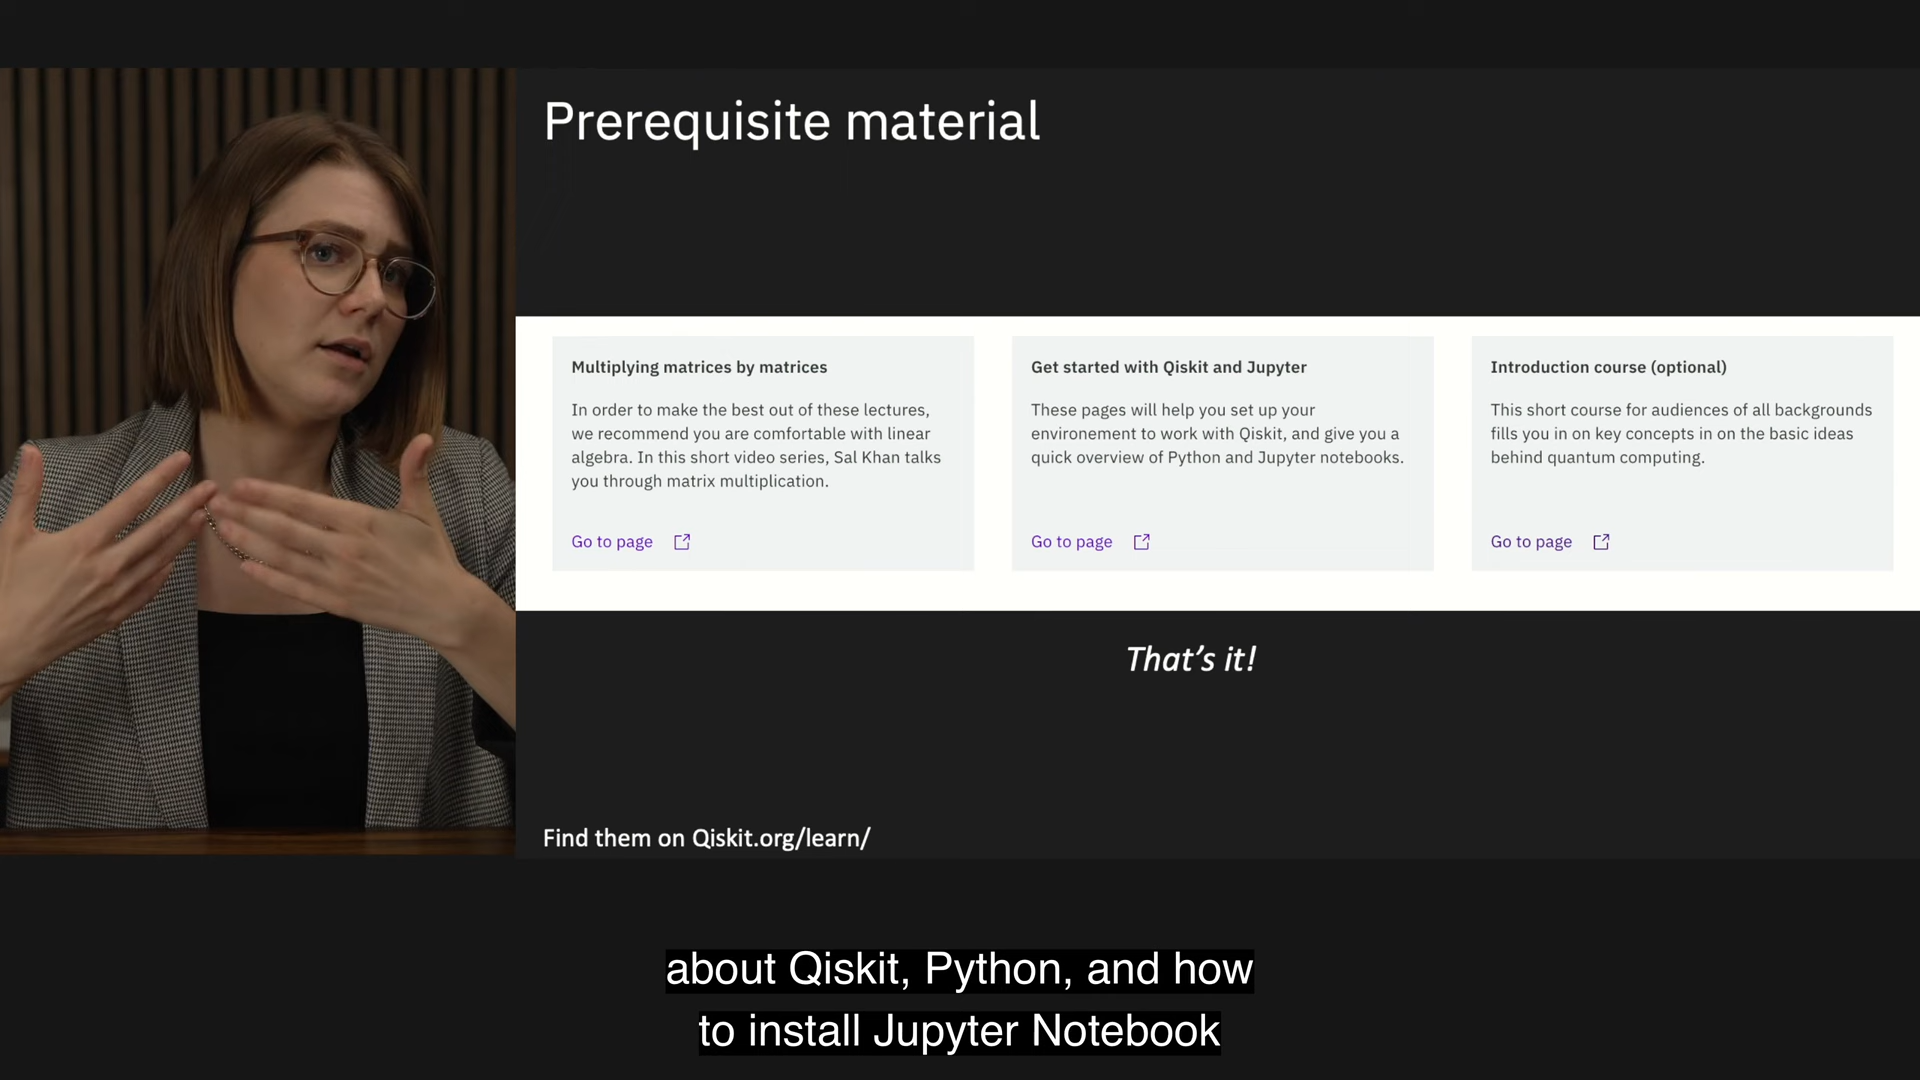 Prerequisite material
Multiplying matrices by matrices
In order to make the best out of these lectures,
we recommend you are comfortable with linear
algebra. In this short video series, Sal Khan talks
you through matrix multiplication.
Go to page
Get started with Qiskit and Jupyter
These pages will help you set up your
environement to work with Qiskit, and give you a
quick overview of Python and Jupyter notebooks.
Go to page
Introduction course (optional)
This short course for audiences of all backgrounds
fills you in on key concepts in on the basic ideas
behind quantum computing.
Go to page
That's it!
Find them on Qiskit.org/learn/
about Qiskit, Python, and how
to install Jupyter Notebook